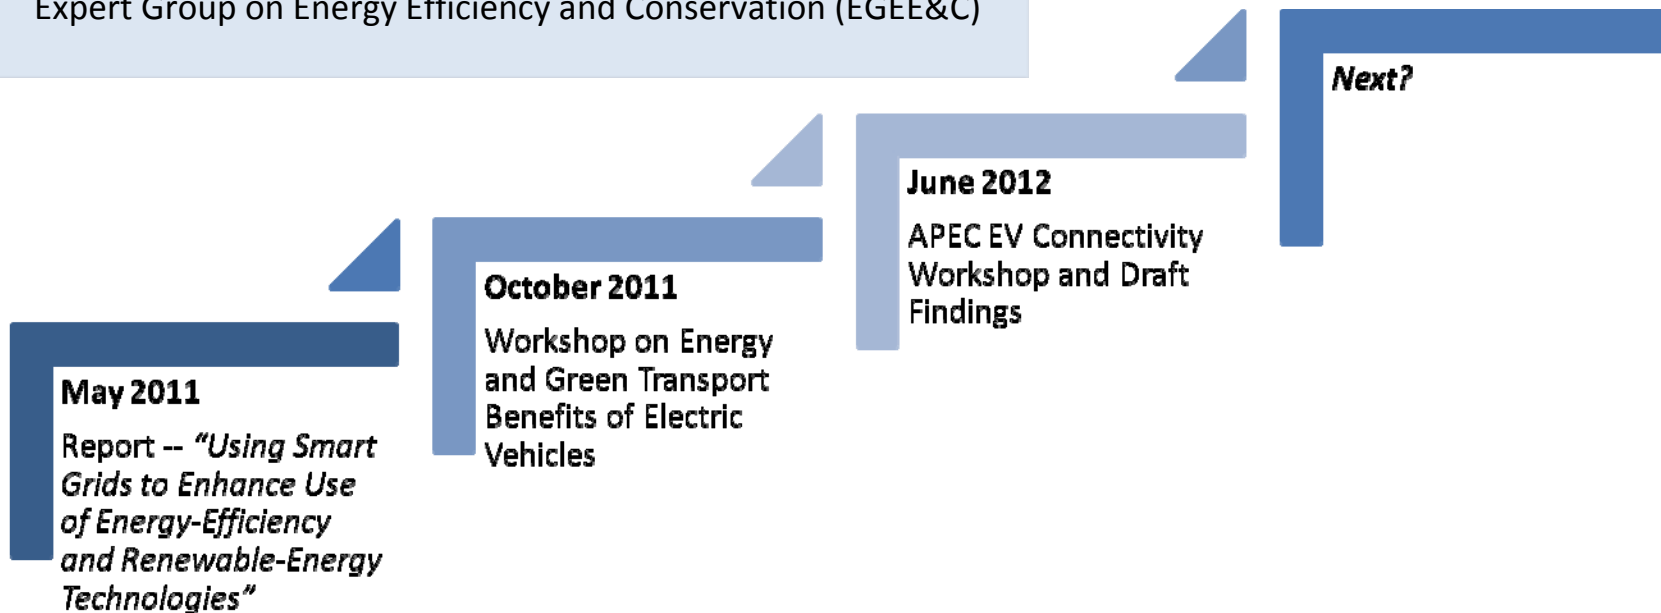 Expert Group on Energy Efficiency and Conservation (EGEE&C)
Next?
June 2012
APEC EV Connectivity
Workshop and Draft
Findings
October 2011
Workshop on Energy
and Green Transport
Benefits of Electric
Vehicles
May 2011
Report -- “Using Smart
Grids to Enhance Use
of Energy-Efficiency
and Renewable-Energy
Technologies”